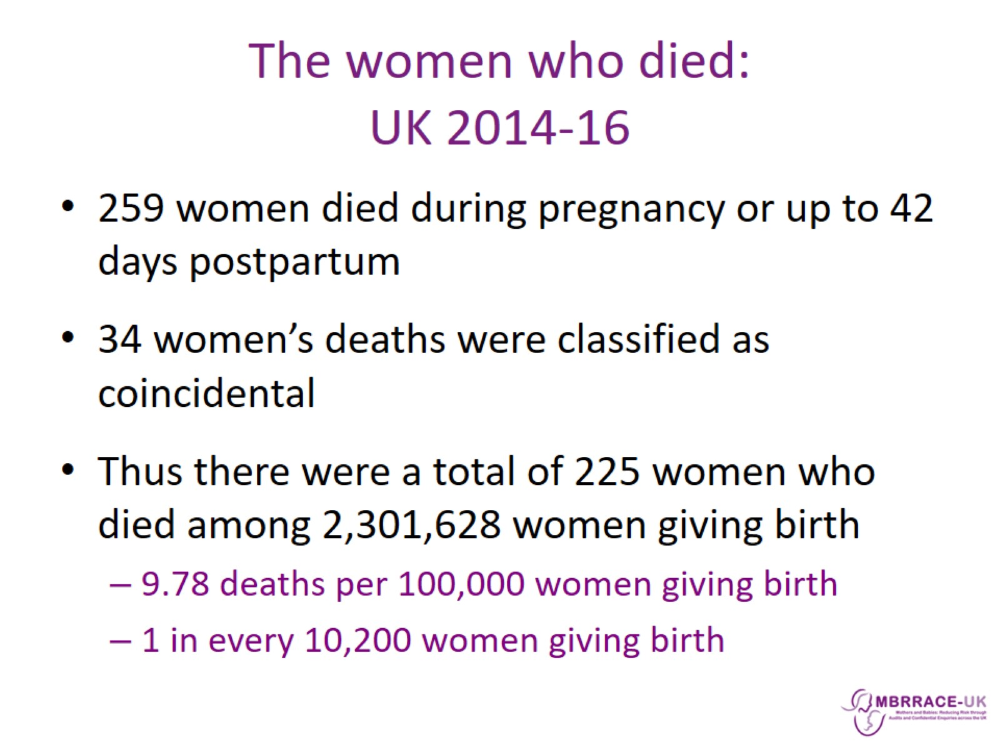 The women who died:
UK 2014-16
• 259 women died during pregnancy or up to 42
days postpartum
• 34 women’s deaths were classified as
coincidental
• Thus there were a total of 225 women who
died among 2,301,628 women giving birth
– 9.78 deaths per 100,000 women giving birth
– 1 in every 10,200 women giving birth
MBRRACE-UK
Mothers and Babies: Reducing Risk through
Audits and Confidential Enquiries across the UK